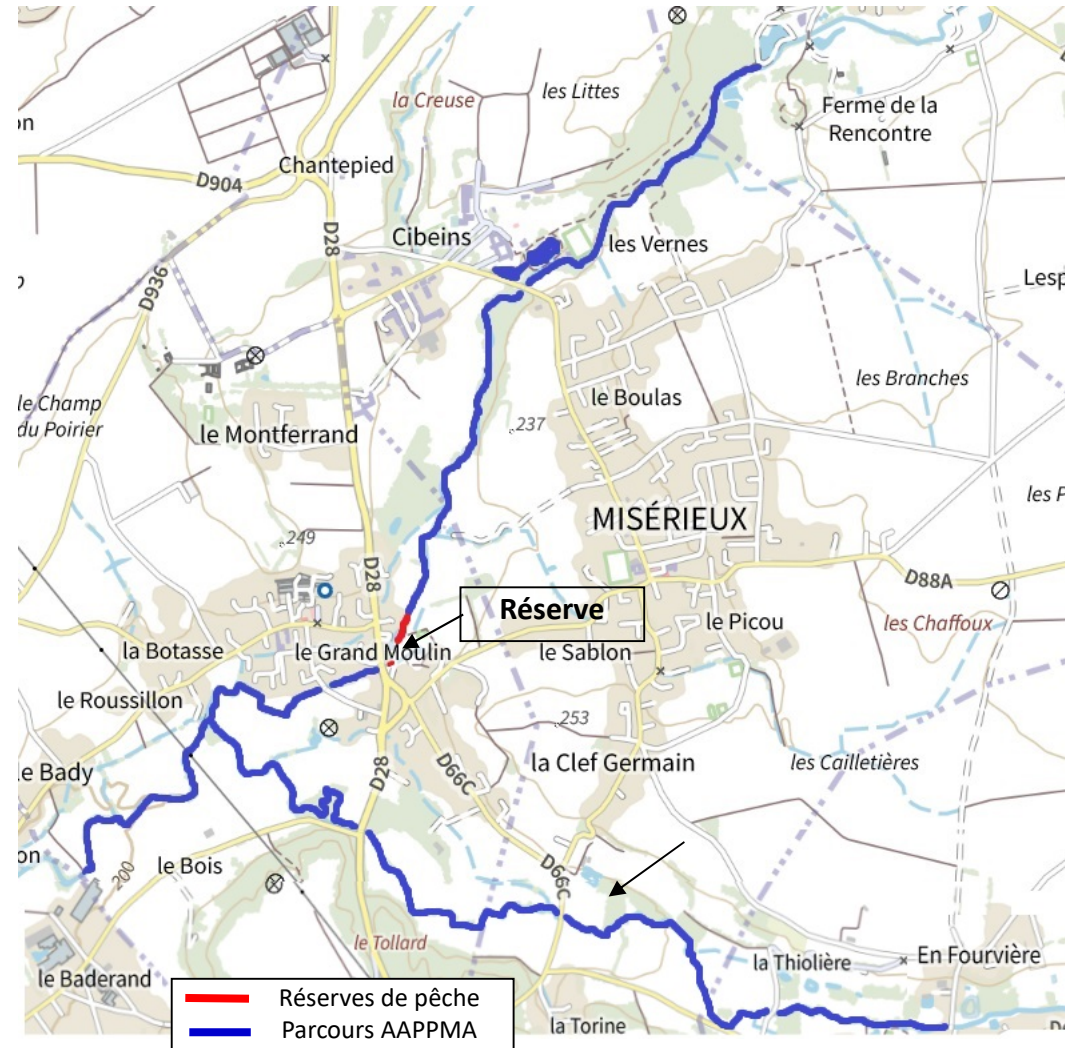 les Littes
la Creuse
Ferme de la
Rencontre
on
Chantepied
D904
D28
Cibeins
les Vernes
D936
Lesp
les Branches
le Champ
du Poirier
le Boulas
237
le Montferrand
les P
MISÉRIEUX
249
D28
D88A
Réserve
les Chaffoux
le Picou
la Botasse
le Grand Moulin
le Sablon
le Roussillon
253
la Clef Germain
les Cailletières
D28
D66C
le Bady
on
200
le Bois
D66C
le Tollard
En Fourvière
la Thiolière
le Baderand
Réserves de pêche
la Torine
Parcours AAPPMA